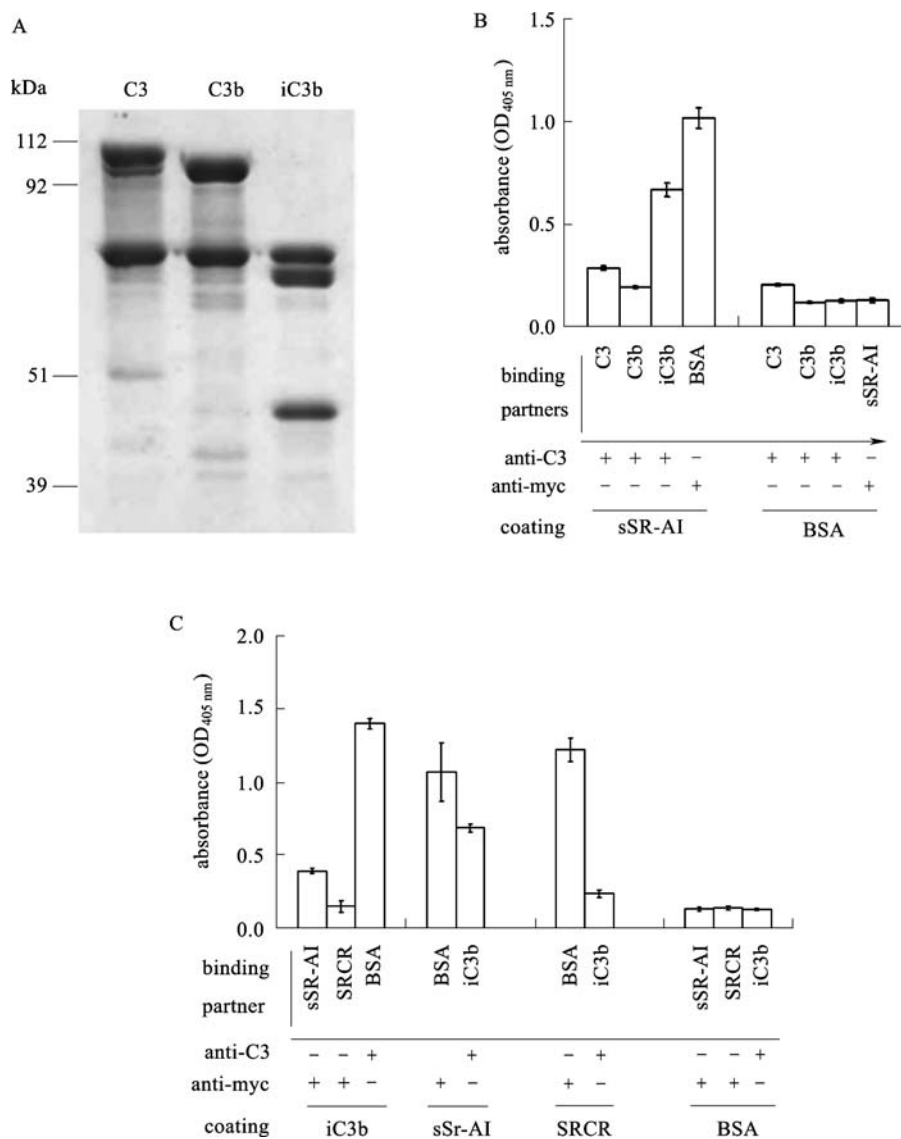 A
kDa C3 C3b iC3b
112
92
51
39
B
absorbance (OD405 nm)
1.5
1.0
0.5
0.0
binding partners
C3 C3b iC3b BSA C3 C3b iC3b sSR-AI
anti-C3 + + + – + + + –
anti-myc – – – + – – – +
coating sSR-AI BSA
C
absorbance (OD405 nm)
2.0
1.5
1.0
0.5
0.0
binding partner
sSR-AI SRCR BSA BSA iC3b BSA iC3b sSR-AI SRCR iC3b
anti-C3 – – + – + – + – – +
anti-myc + + – + – + – + + –
coating iC3b sSr-AI SRCR BSA